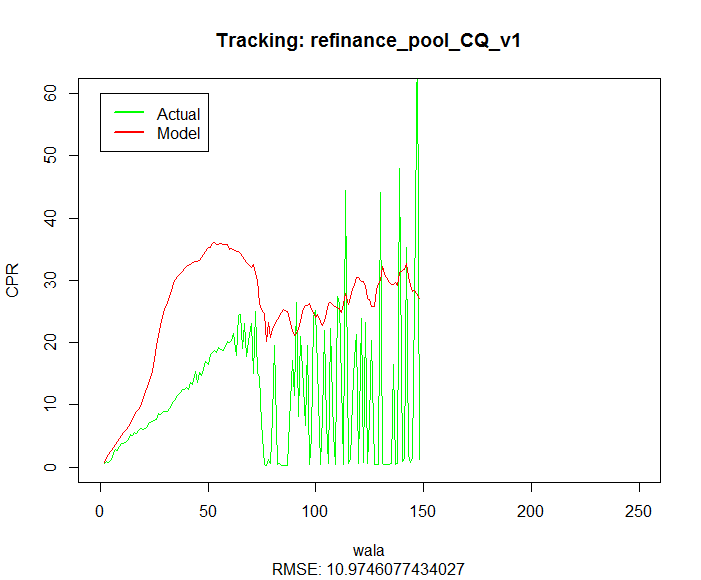 Tracking: refinance_pool_CQ_v1
Actual
Model
CPR
60
50
40
30
20
10
0
0 50 100 150 200 250
wala
RMSE: 10.9746077434027